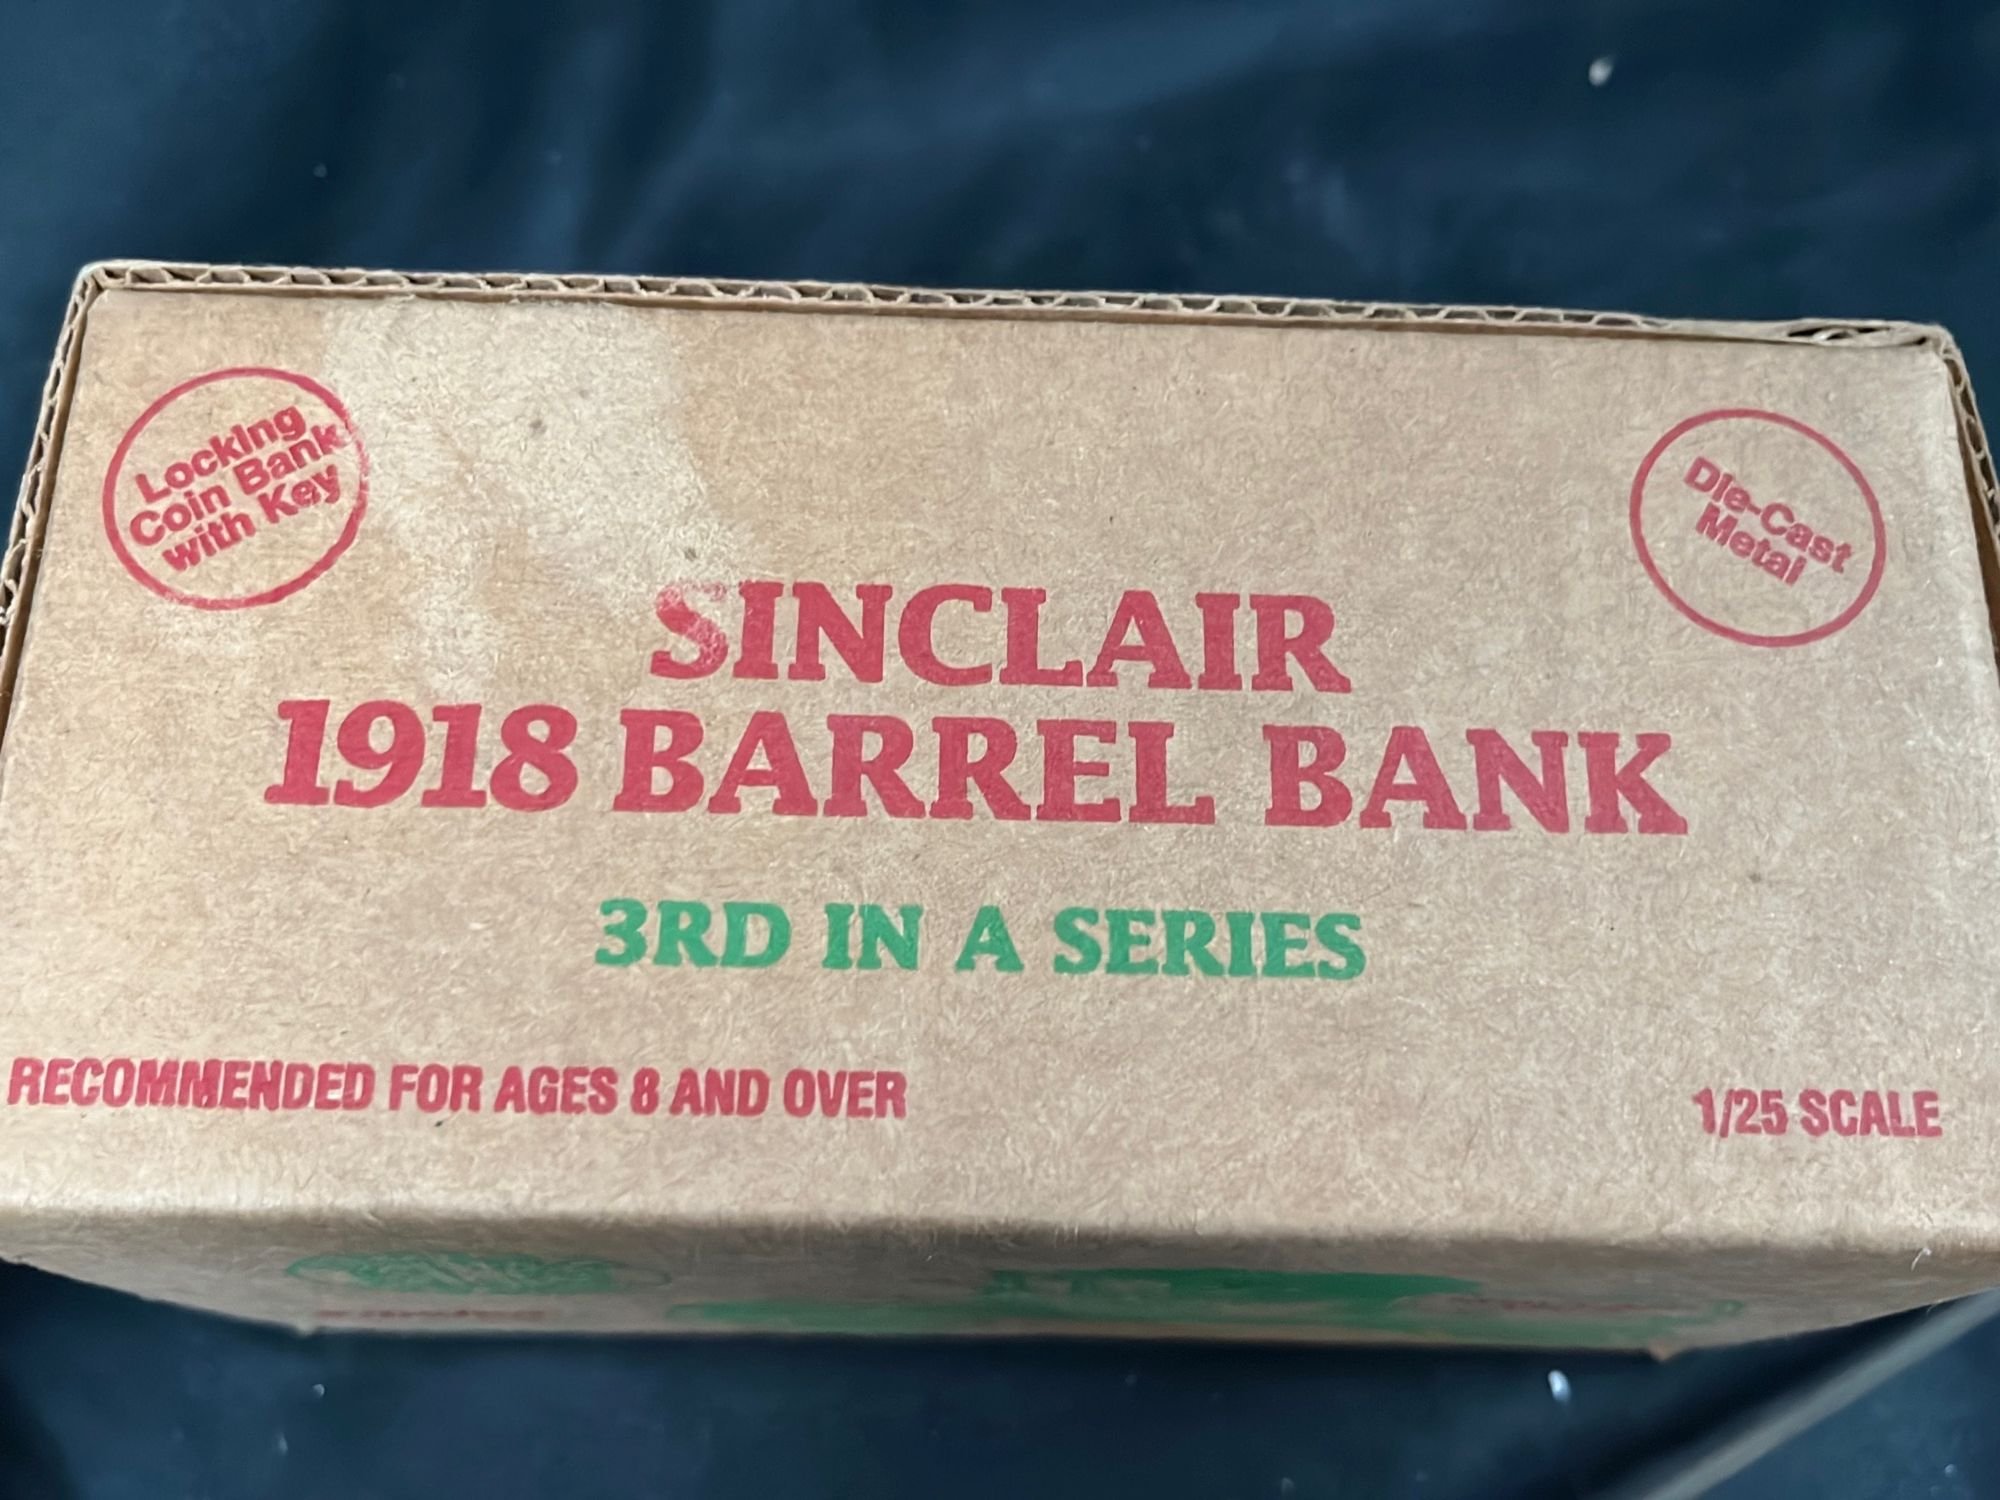 Locking
Coin Bank
with Key
Die-Cast
Metal
SINCLAIR
1918 BARREL BANK
3RD IN A SERIES
RECOMMENDED FOR AGES 8 AND OVER
1/25 SCALE